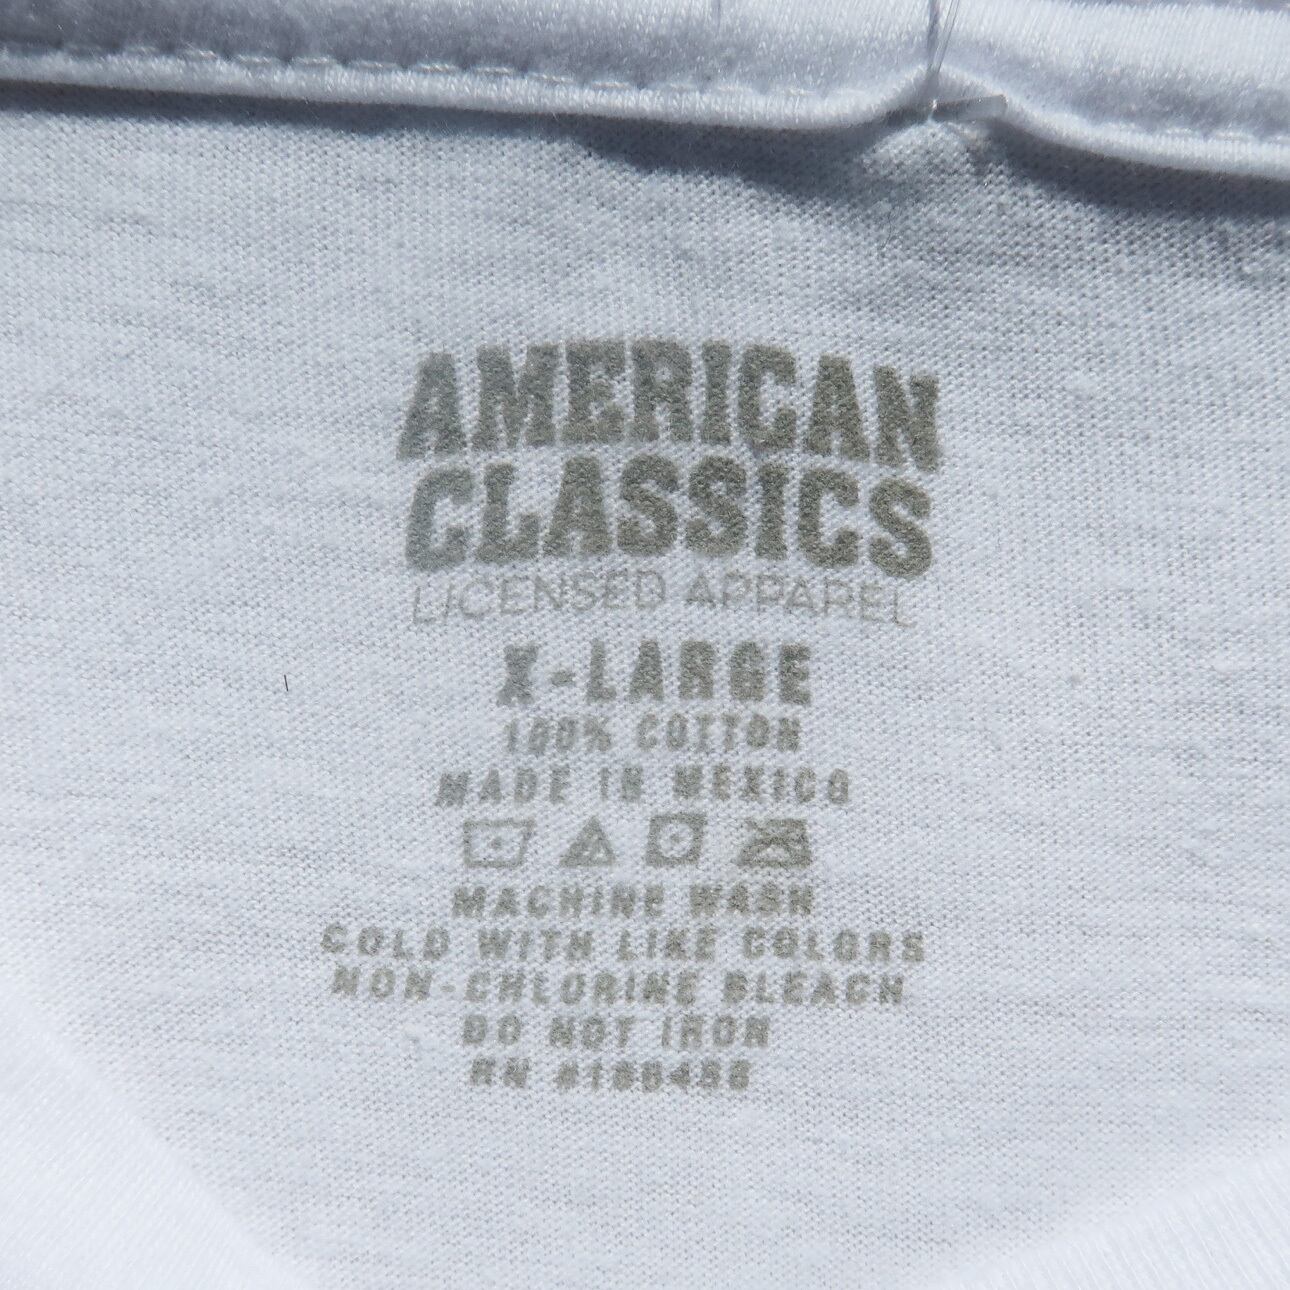 AMERICAN
CLASSICS
LICENSED APPAREL
X-LARGE
100% COTTON
MADE IN MEXICO
MACHINE WASH
COLD WITH LIKE COLORS
NON-CHLORINE BLEACH
DO NOT IRON
RN